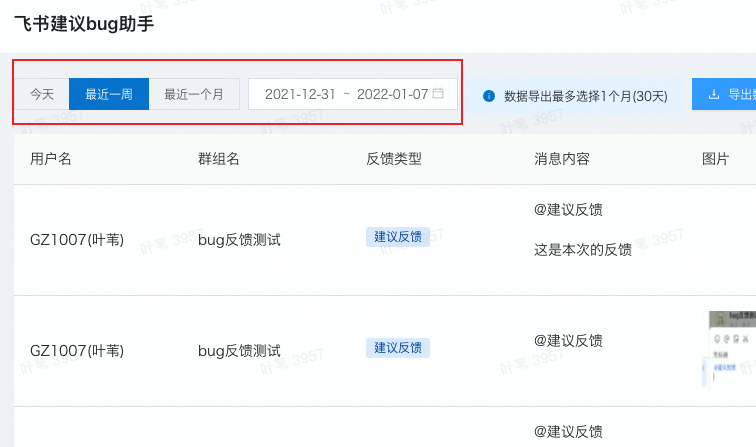 飞书建议bug助手
今天 最近一周 最近一个月 2021-12-31 ~ 2022-01-07 数据导出最多选择1个月(30天) 导出
用户名 群组名 反馈类型 消息内容 图片
@建议反馈
GZ1007(叶苇) bug反馈测试 建议反馈 这是本次的反馈
GZ1007(叶苇) bug反馈测试 建议反馈 @建议反馈
@建议反馈
叶苇 3957